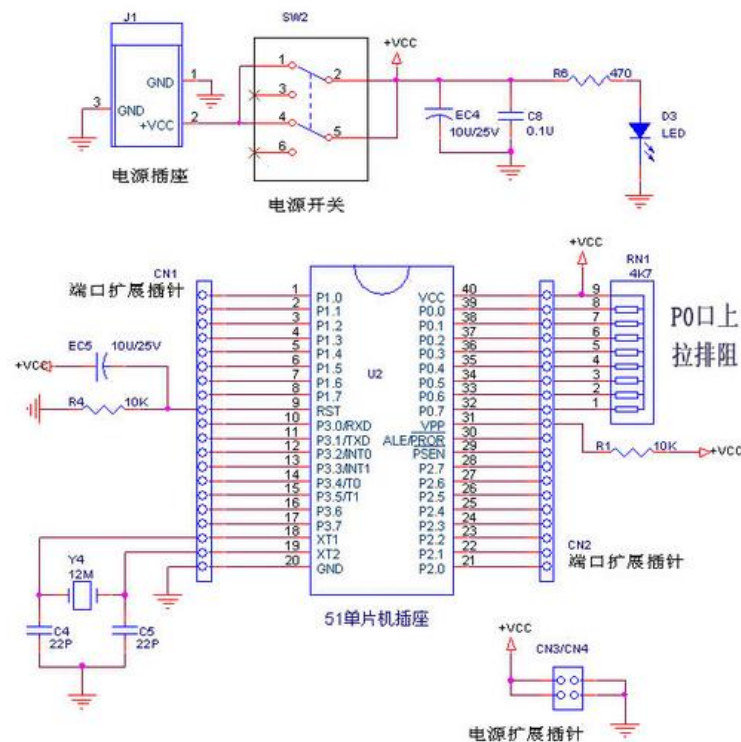 J1
SW2
+VCC
GND 1
3 GND
+VCC 2
电源插座
1 2
3
4 5
6
电源开关
EC4
10U/25V
C8
0.1U
R6 470
D3
LED
CN1
端口扩展插针
EC5 10U/25V
+VCC
R4 10K
1 P1.0 VCC 40
2 P1.1 P0.0 39
3 P1.2 P0.1 38
4 P1.3 P0.2 37
5 P1.4 P0.3 36
6 P1.5 P0.4 35
7 P1.6 P0.5 34
8 P1.7 P0.6 33
9 RST P0.7 32
10 P3.0/RXD VPP 31
11 P3.1/TXD ALE/PROR 30
12 P3.2/INT0 PSEN 29
13 P3.3/INT1 P2.7 28
14 P3.4/T0 P2.6 27
15 P3.5/T1 P2.5 26
16 P3.6 P2.4 25
17 P3.7 P2.3 24
18 XT1 P2.2 23
19 XT2 P2.1 22
20 GND P2.0 21
U2
51单片机插座
+VCC
RN1
4K7
9
8
7
6
5
4
3
2
1
P0口上
拉排阻
R1 10K
+VCC
CN2
端口扩展插针
Y4
12M
C4
22P
C5
22P
+VCC
CN3/CN4
电源扩展插针